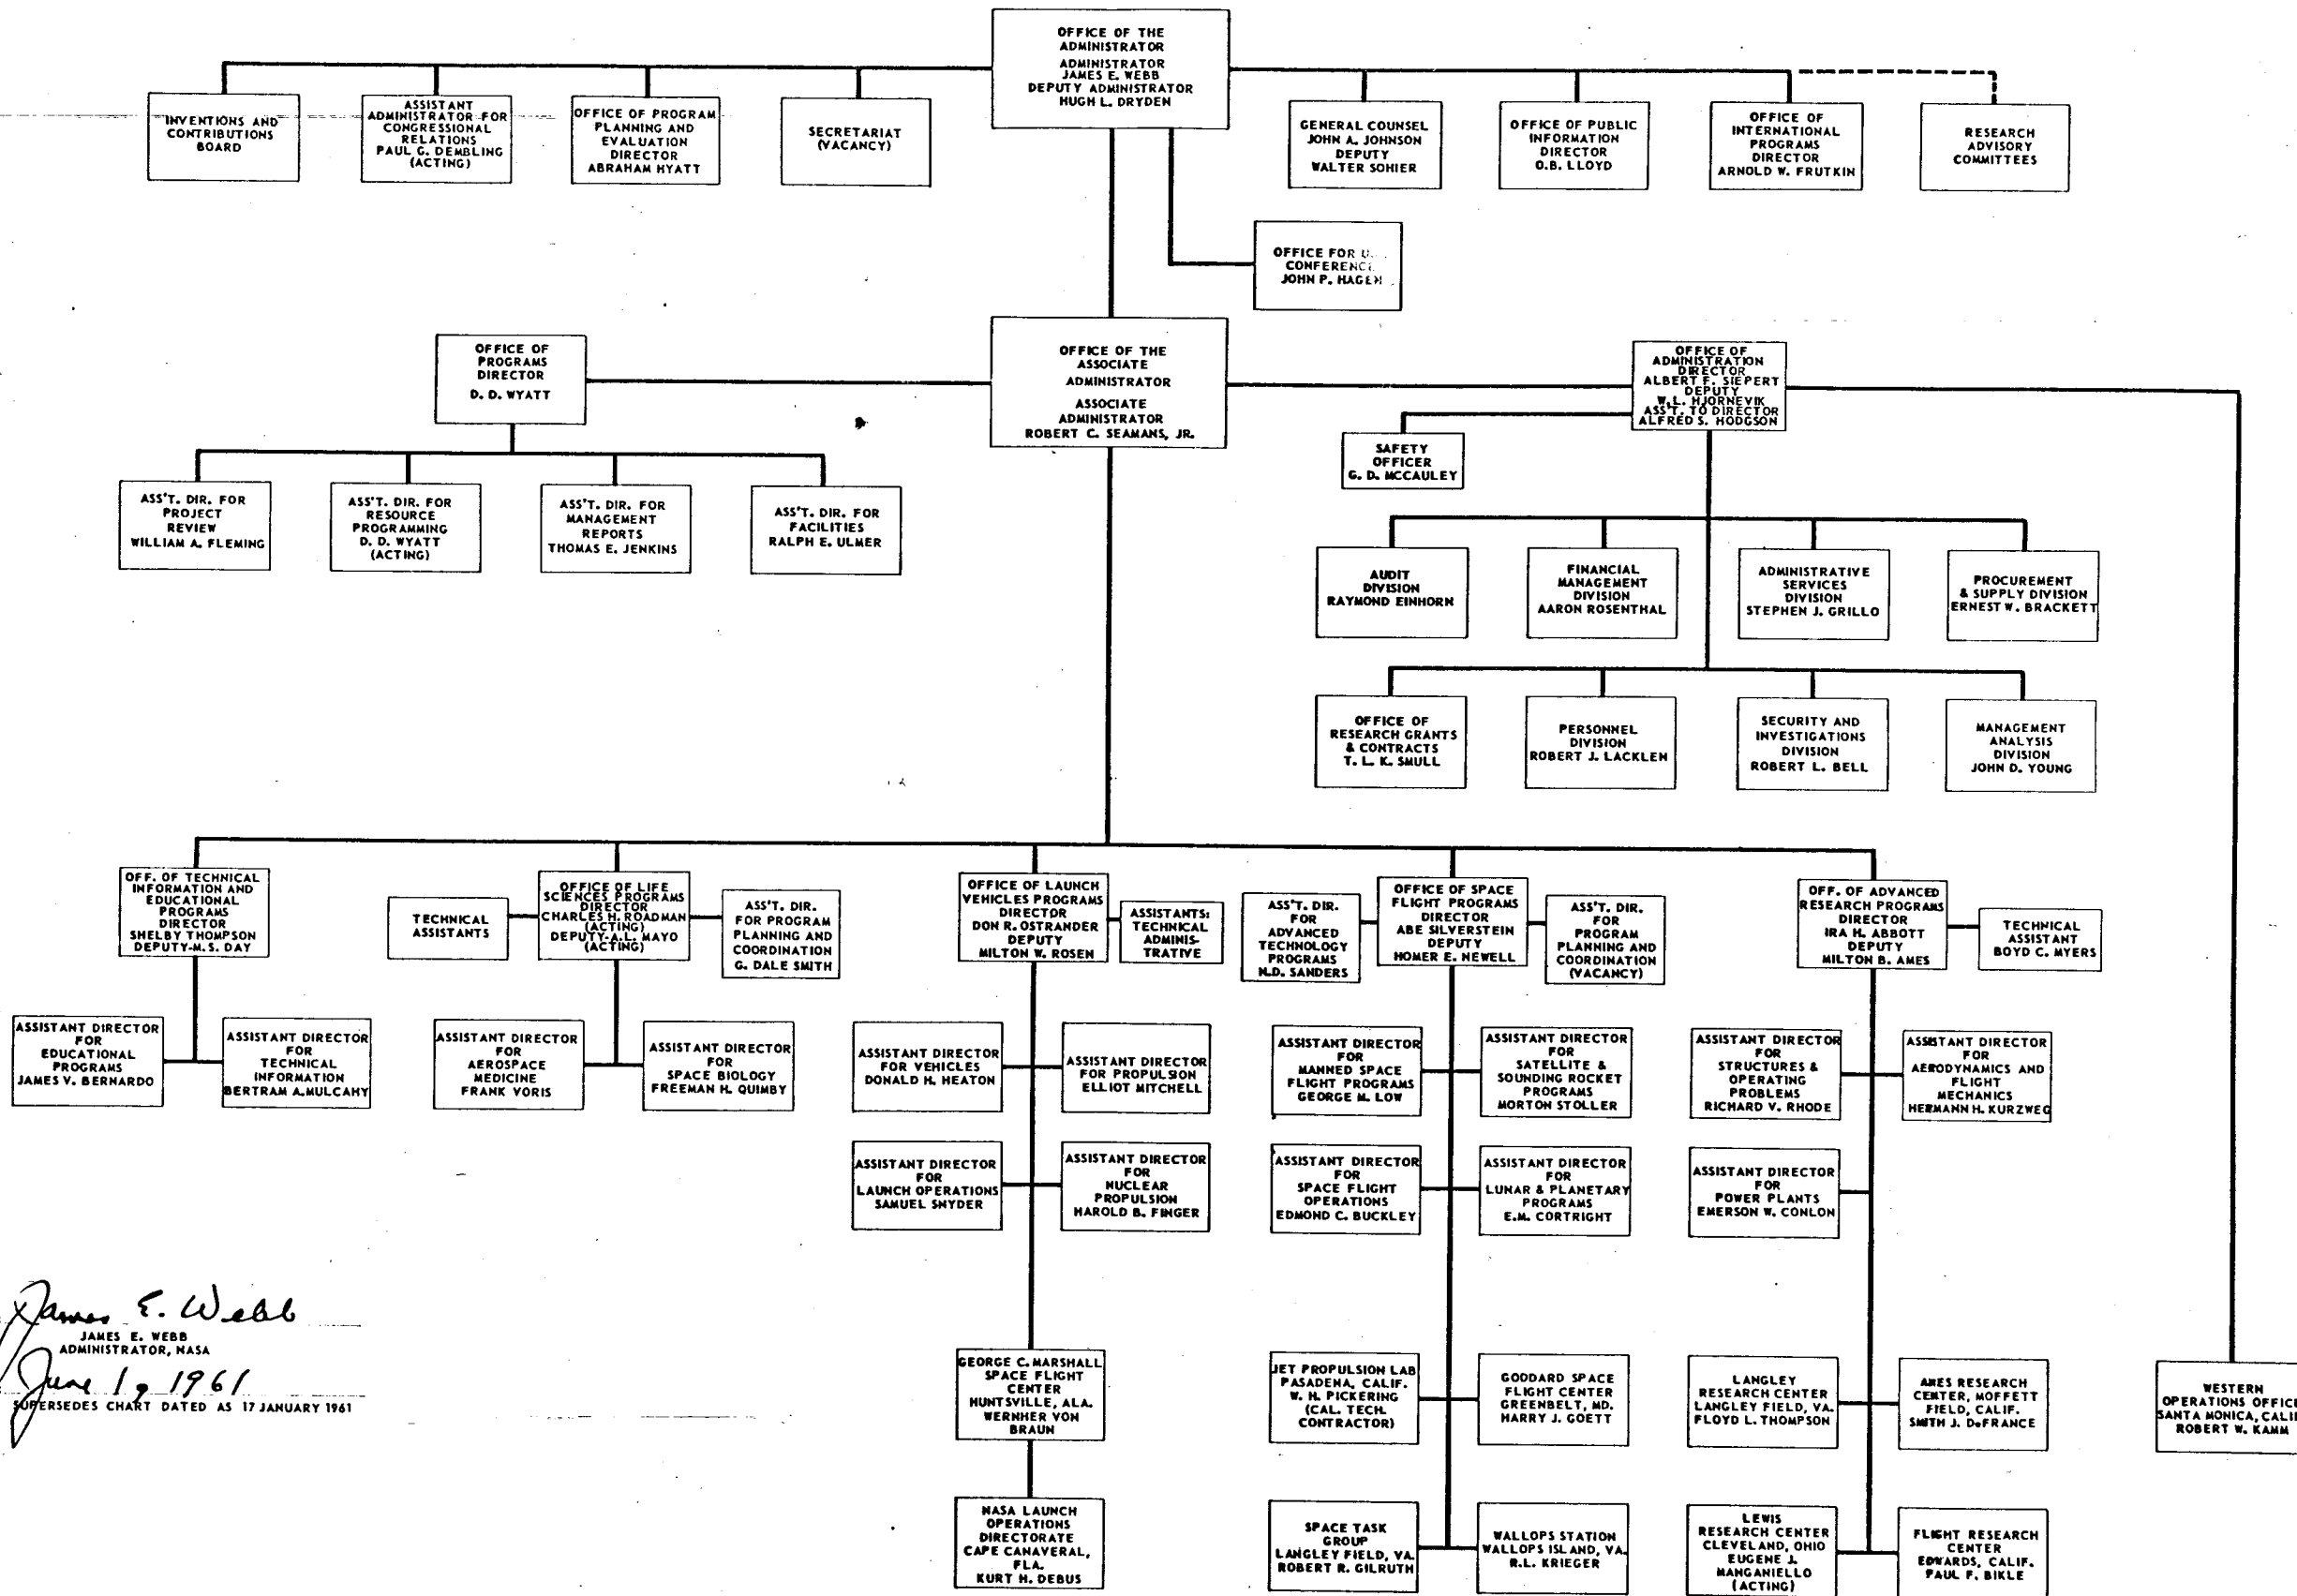 OFFICE OF THE
ADMINISTRATOR
ADMINISTRATOR
JAMES E. WEBB
DEPUTY ADMINISTRATOR
HUGH L. DRYDEN
INVENTIONS AND
CONTRIBUTIONS
BOARD
ASSISTANT
ADMINISTRATOR FOR
CONGRESSIONAL
RELATIONS
PAUL G. DEMBLING
(ACTING)
OFFICE OF PROGRAM
PLANNING AND
EVALUATION
DIRECTOR
ABRAHAM HYATT
SECRETARIAT
(VACANCY)
GENERAL COUNSEL
JOHN A. JOHNSON
DEPUTY
WALTER SOHIER
OFFICE OF PUBLIC
INFORMATION
DIRECTOR
O.B. LLOYD
OFFICE OF
INTERNATIONAL
PROGRAMS
DIRECTOR
ARNOLD W. FRUTKIN
RESEARCH
ADVISORY
COMMITTEES
OFFICE FOR
CONFERENCE
JOHN P. HAGEN
OFFICE OF
PROGRAMS
DIRECTOR
D. D. WYATT
OFFICE OF THE
ASSOCIATE
ADMINISTRATOR
ASSOCIATE
ADMINISTRATOR
ROBERT C. SEAMANS, JR.
OFFICE OF
ADMINISTRATION
DIRECTOR
ALBERT F. SIEPERT
DEPUTY
W.L. HJORNEVIK
ASS'T. TO DIRECTOR
ALFRED S. HODGSON
SAFETY
OFFICER
G. D. MCCAULEY
ASS'T. DIR. FOR
PROJECT
REVIEW
WILLIAM A. FLEMING
ASS'T. DIR. FOR
RESOURCE
PROGRAMMING
D. D. WYATT
(ACTING)
ASS'T. DIR. FOR
MANAGEMENT
REPORTS
THOMAS E. JENKINS
ASS'T. DIR. FOR
FACILITIES
RALPH E. ULMER
AUDIT
DIVISION
RAYMOND EINHORN
FINANCIAL
MANAGEMENT
DIVISION
AARON ROSENTHAL
ADMINISTRATIVE
SERVICES
DIVISION
STEPHEN J. GRILLO
PROCUREMENT
& SUPPLY DIVISION
ERNEST W. BRACKETT
OFFICE OF
RESEARCH GRANTS
& CONTRACTS
T. L. K. SMULL
PERSONNEL
DIVISION
ROBERT J. LACKLEN
SECURITY AND
INVESTIGATIONS
DIVISION
ROBERT L. BELL
MANAGEMENT
ANALYSIS
DIVISION
JOHN D. YOUNG
OFF. OF TECHNICAL
INFORMATION AND
EDUCATIONAL
PROGRAMS
DIRECTOR
SHELBY THOMPSON
DEPUTY-M.S. DAY
TECHNICAL
ASSISTANTS
OFFICE OF LIFE
SCIENCES PROGRAMS
DIRECTOR
CHARLES H. ROADMAN
(ACTING)
DEPUTY-A.L. MAYO
(ACTING)
ASS'T. DIR.
FOR PROGRAM
PLANNING AND
COORDINATION
G. DALE SMITH
OFFICE OF LAUNCH
VEHICLES PROGRAMS
DIRECTOR
DON R. OSTRANDER
DEPUTY
MILTON W. ROSEN
ASSISTANTS:
TECHNICAL
ADMINIS-
TRATIVE
ASS'T. DIR.
FOR
ADVANCED
TECHNOLOGY
PROGRAMS
N.D. SANDERS
OFFICE OF SPACE
FLIGHT PROGRAMS
DIRECTOR
ABE SILVERSTEIN
DEPUTY
HOMER E. NEWELL
ASS'T. DIR.
FOR
PROGRAM
PLANNING AND
COORDINATION
(VACANCY)
OFF. OF ADVANCED
RESEARCH PROGRAMS
DIRECTOR
IRA H. ABBOTT
DEPUTY
MILTON B. AMES
TECHNICAL
ASSISTANT
BOYD C. MYERS
ASSISTANT DIRECTOR
FOR
EDUCATIONAL
PROGRAMS
JAMES V. BERNARDO
ASSISTANT DIRECTOR
FOR
TECHNICAL
INFORMATION
BERTRAM A.MULCAHY
ASSISTANT DIRECTOR
FOR
AEROSPACE
MEDICINE
FRANK VORIS
ASSISTANT DIRECTOR
FOR
SPACE BIOLOGY
FREEMAN H. QUIMBY
ASSISTANT DIRECTOR
FOR VEHICLES
DONALD H. HEATON
ASSISTANT DIRECTOR
FOR PROPULSION
ELLIOT MITCHELL
ASSISTANT DIRECTOR
FOR
MANNED SPACE
FLIGHT PROGRAMS
GEORGE M. LOW
ASSISTANT DIRECTOR
FOR
SATELLITE &
SOUNDING ROCKET
PROGRAMS
MORTON STOLLER
ASSISTANT DIRECTOR
FOR
STRUCTURES &
OPERATING
PROBLEMS
RICHARD V. RHODE
ASSISTANT DIRECTOR
FOR
AERODYNAMICS AND
FLIGHT
MECHANICS
HERMANN H. KURZWEG
ASSISTANT DIRECTOR
FOR
LAUNCH OPERATIONS
SAMUEL SNYDER
ASSISTANT DIRECTOR
FOR
NUCLEAR
PROPULSION
HAROLD B. FINGER
ASSISTANT DIRECTOR
FOR
SPACE FLIGHT
OPERATIONS
EDMOND C. BUCKLEY
ASSISTANT DIRECTOR
FOR
LUNAR & PLANETARY
PROGRAMS
E.M. CORTRIGHT
ASSISTANT DIRECTOR
FOR
POWER PLANTS
EMERSON W. CONLON
James E. Webb
JAMES E. WEBB
ADMINISTRATOR, NASA
June 1, 1961
SUPERSEDES CHART DATED AS 17 JANUARY 1961
GEORGE C. MARSHALL
SPACE FLIGHT
CENTER
HUNTSVILLE, ALA.
WERNHER VON
BRAUN
JET PROPULSION LAB
PASADENA, CALIF.
W. H. PICKERING
(CAL. TECH.
CONTRACTOR)
GODDARD SPACE
FLIGHT CENTER
GREENBELT, MD.
HARRY J. GOETT
LANGLEY
RESEARCH CENTER
LANGLEY FIELD, VA.
FLOYD L. THOMPSON
AMES RESEARCH
CENTER, MOFFETT
FIELD, CALIF.
SMITH J. DeFRANCE
WESTERN
OPERATIONS OFFICE
SANTA MONICA, CALIF
ROBERT W. KAMM
NASA LAUNCH
OPERATIONS
DIRECTORATE
CAPE CANAVERAL,
FLA.
KURT H. DEBUS
SPACE TASK
GROUP
LANGLEY FIELD, VA.
ROBERT R. GILRUTH
WALLOPS STATION
WALLOPS ISLAND, VA.
R.L. KRIEGER
LEWIS
RESEARCH CENTER
CLEVELAND, OHIO
EUGENE J.
MANGANIELLO
(ACTING)
FLIGHT RESEARCH
CENTER
EDWARDS, CALIF.
PAUL F. BIKLE